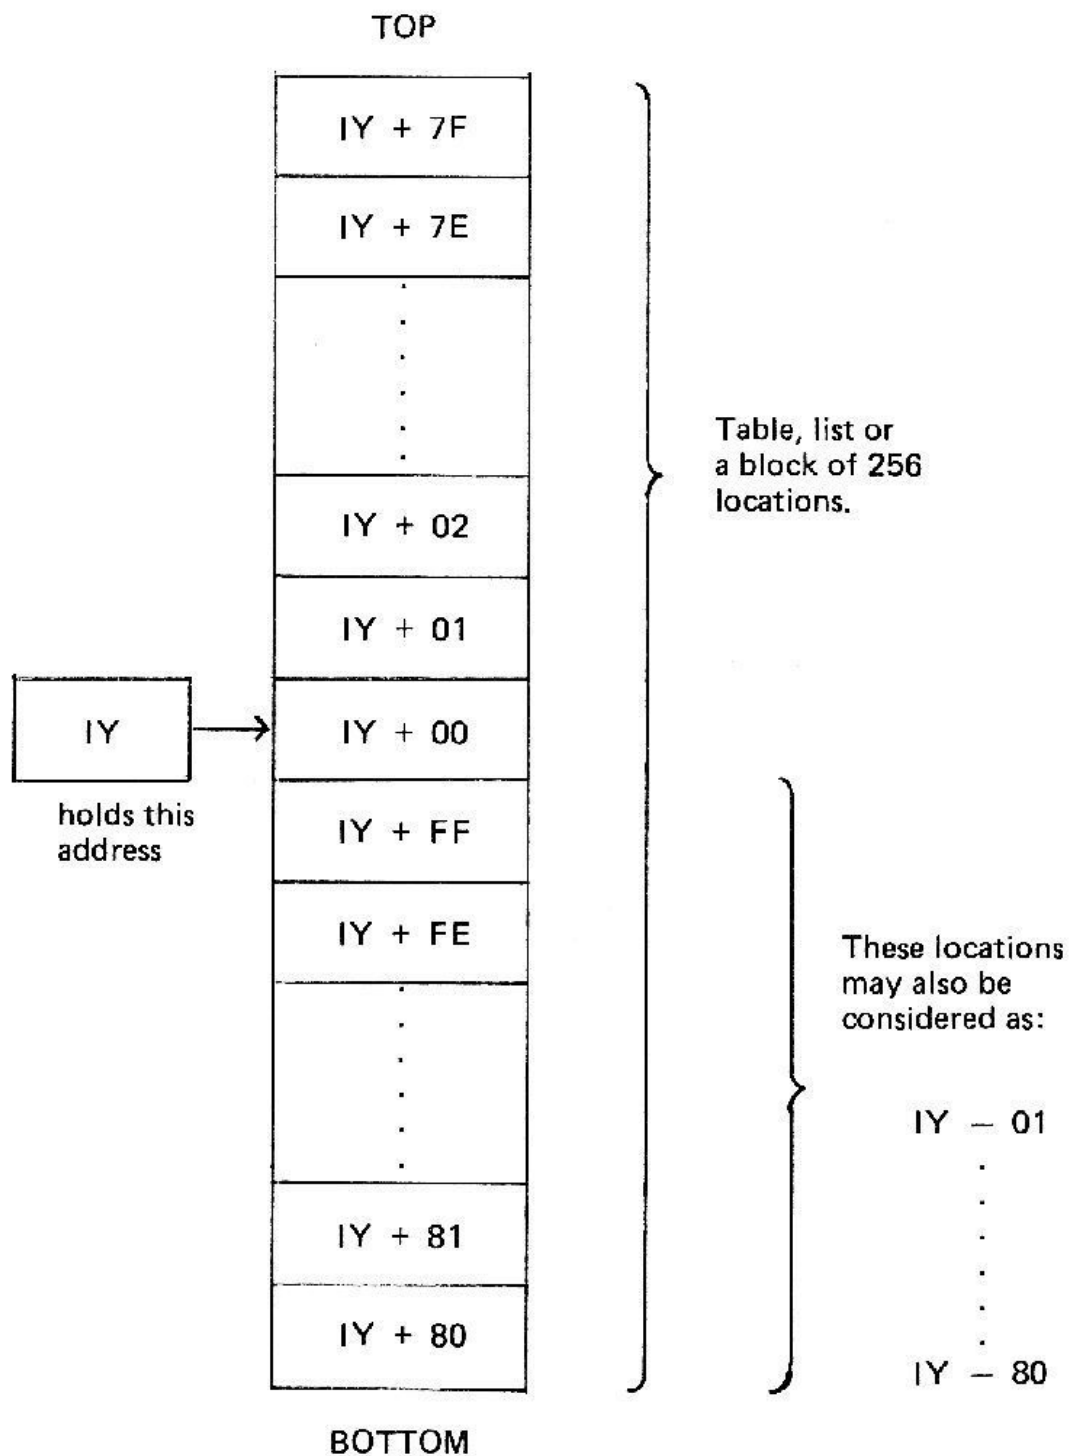 TOP
IY + 7F
IY + 7E
Table, list or
a block of 256
locations.
IY + 02
IY + 01
IY
IY + 00
holds this
address
IY + FF
IY + FE
These locations
may also be
considered as:
IY – 01
IY + 81
IY + 80
IY – 80
BOTTOM